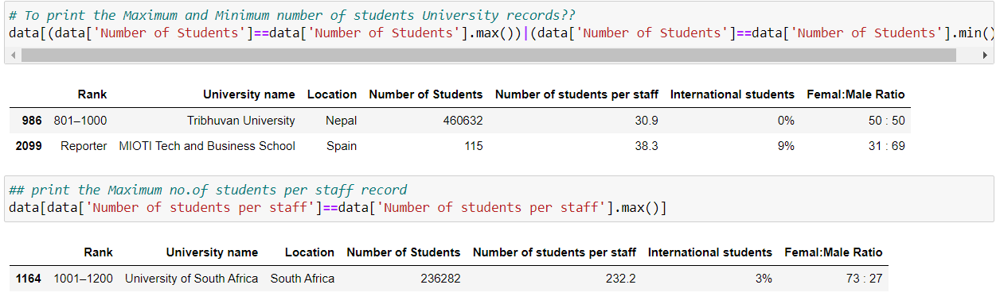 # To print the Maximum and Minimum number of students University records??
data[(data['Number of Students']==data['Number of Students'].max())|(data['Number of Students']==data['Number of Students'].min()
Rank University name Location Number of Students Number of students per staff International students Femal:Male Ratio
986 801–1000 Tribhuvan University Nepal 460632 30.9 0% 50 : 50
2099 Reporter MIOTI Tech and Business School Spain 115 38.3 9% 31 : 69
## print the Maximum no.of students per staff record
data[data['Number of students per staff']==data['Number of students per staff'].max()]
Rank University name Location Number of Students Number of students per staff International students Femal:Male Ratio
1164 1001–1200 University of South Africa South Africa 236282 232.2 3% 73 : 27